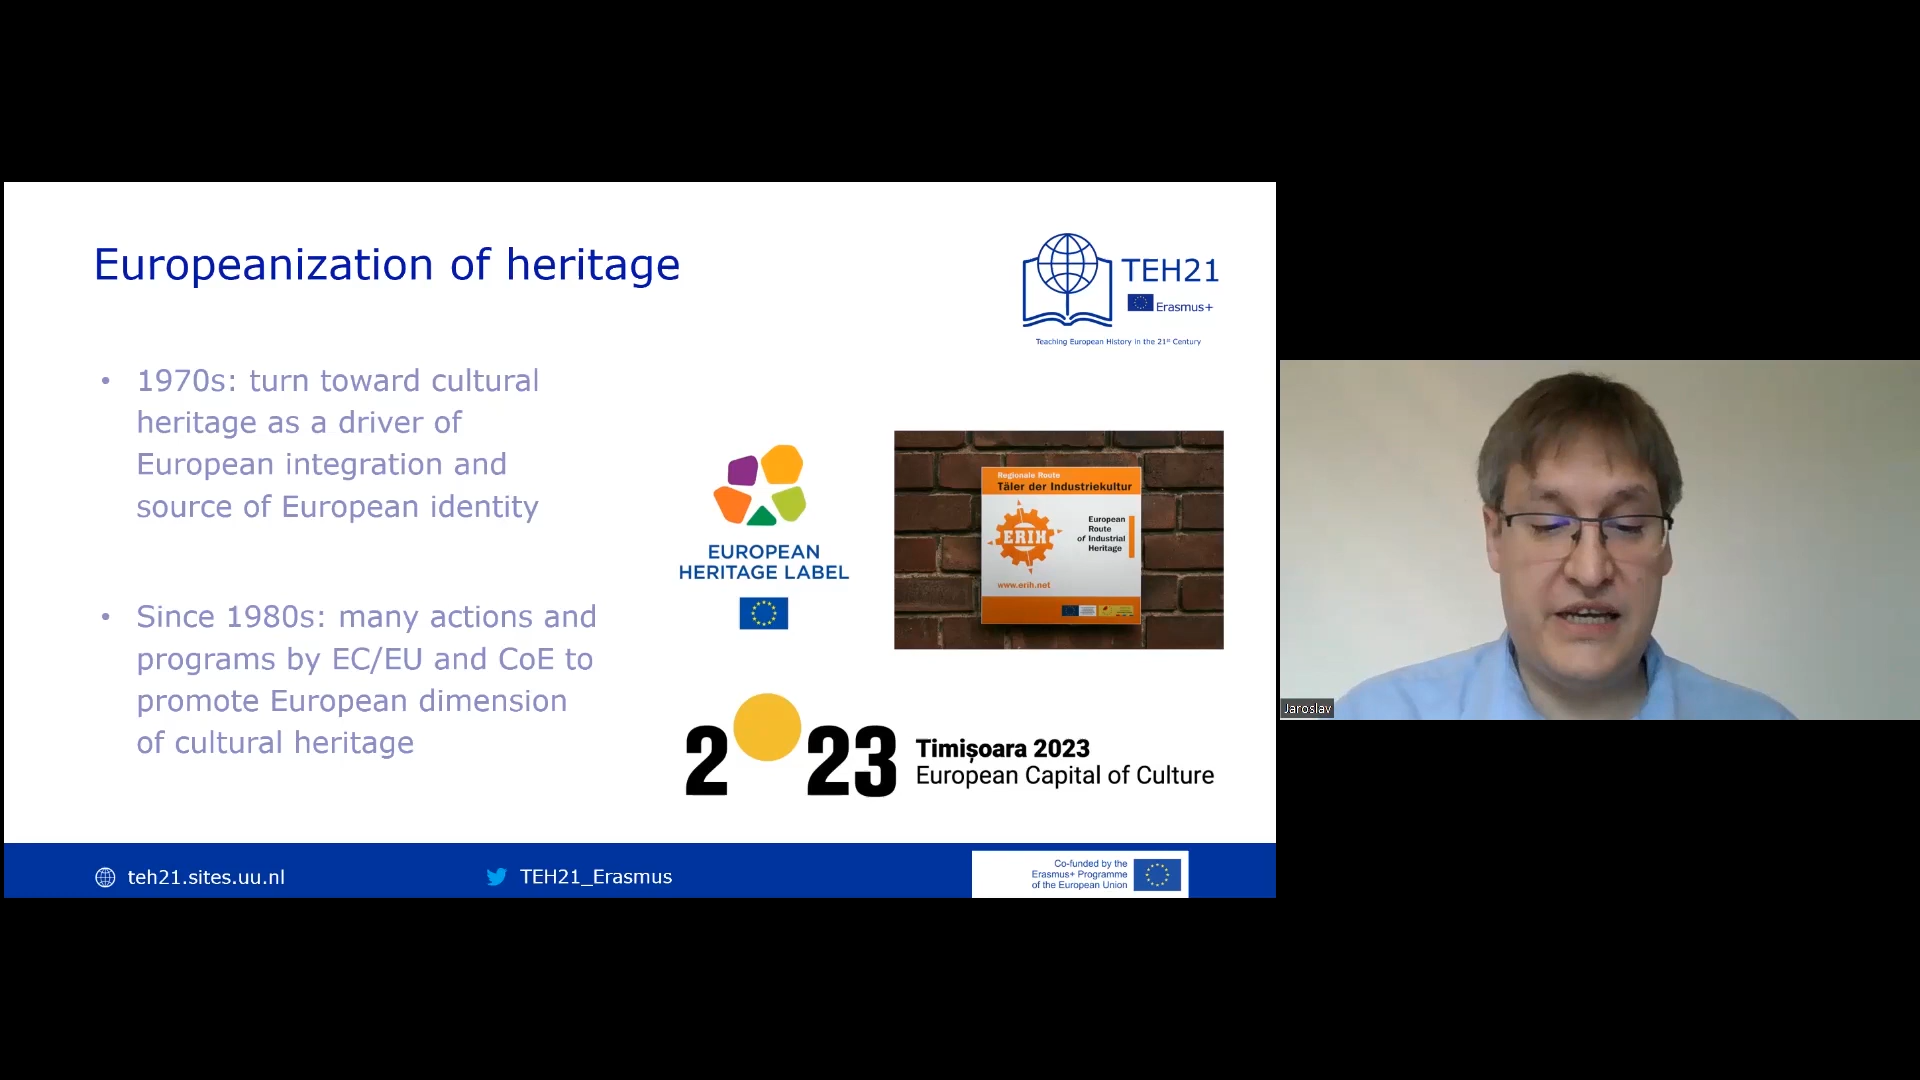 Europeanization of heritage
TEH21
Erasmus+
Teaching European History in the 21st Century
• 1970s: turn toward cultural
heritage as a driver of
European integration and
source of European identity
• Since 1980s: many actions and
programs by EC/EU and CoE to
promote European dimension
of cultural heritage
EUROPEAN
HERITAGE LABEL
Regionale Route
Täler der Industriekultur
ERIH
European
Route
of Industrial
Heritage
www.erih.net
2023
Timișoara 2023
European Capital of Culture
teh21.sites.uu.nl
TEH21_Erasmus
Co-funded by the
Erasmus+ Programme
of the European Union
Jaroslav